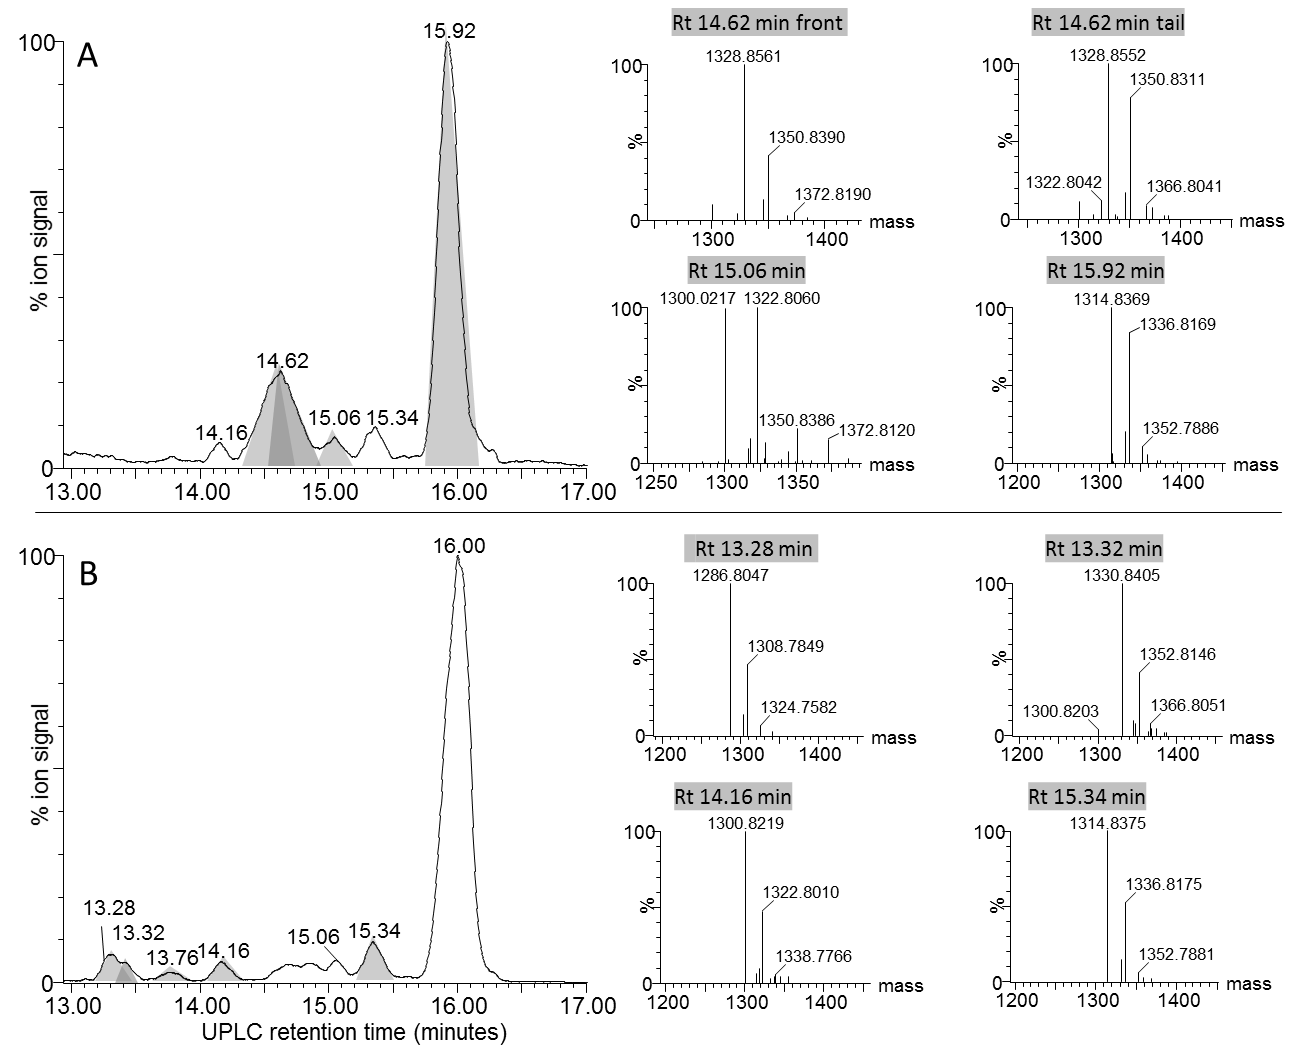 A
% ion signal
100
0
15.92
14.62
14.16
15.06
15.34
13.00 14.00 15.00 16.00 17.00
Rt 14.62 min front
1328.8561
100
%
0
1350.8390
1372.8190
1300 1400
mass
Rt 14.62 min tail
1328.8552
100
%
0
1350.8311
1322.8042
1366.8041
1300 1400
mass
Rt 15.06 min
1300.0217 1322.8060
100
%
0
1350.8386
1372.8120
1250 1300 1350
mass
Rt 15.92 min
1314.8369
100
%
0
1336.8169
1352.7886
1200 1300 1400
mass
B
% ion signal
100
0
16.00
13.28
13.32
13.76
14.16
15.06
15.34
13.00 14.00 15.00 16.00 17.00
UPLC retention time (minutes)
Rt 13.28 min
1286.8047
100
%
0
1308.7849
1324.7582
1200 1300 1400
mass
Rt 13.32 min
1330.8405
100
%
0
1352.8146
1300.8203
1366.8051
1200 1300 1400
mass
Rt 14.16 min
1300.8219
100
%
0
1322.8010
1338.7766
1200 1300 1400
mass
Rt 15.34 min
1314.8375
100
%
0
1336.8175
1352.7881
1200 1300 1400
mass